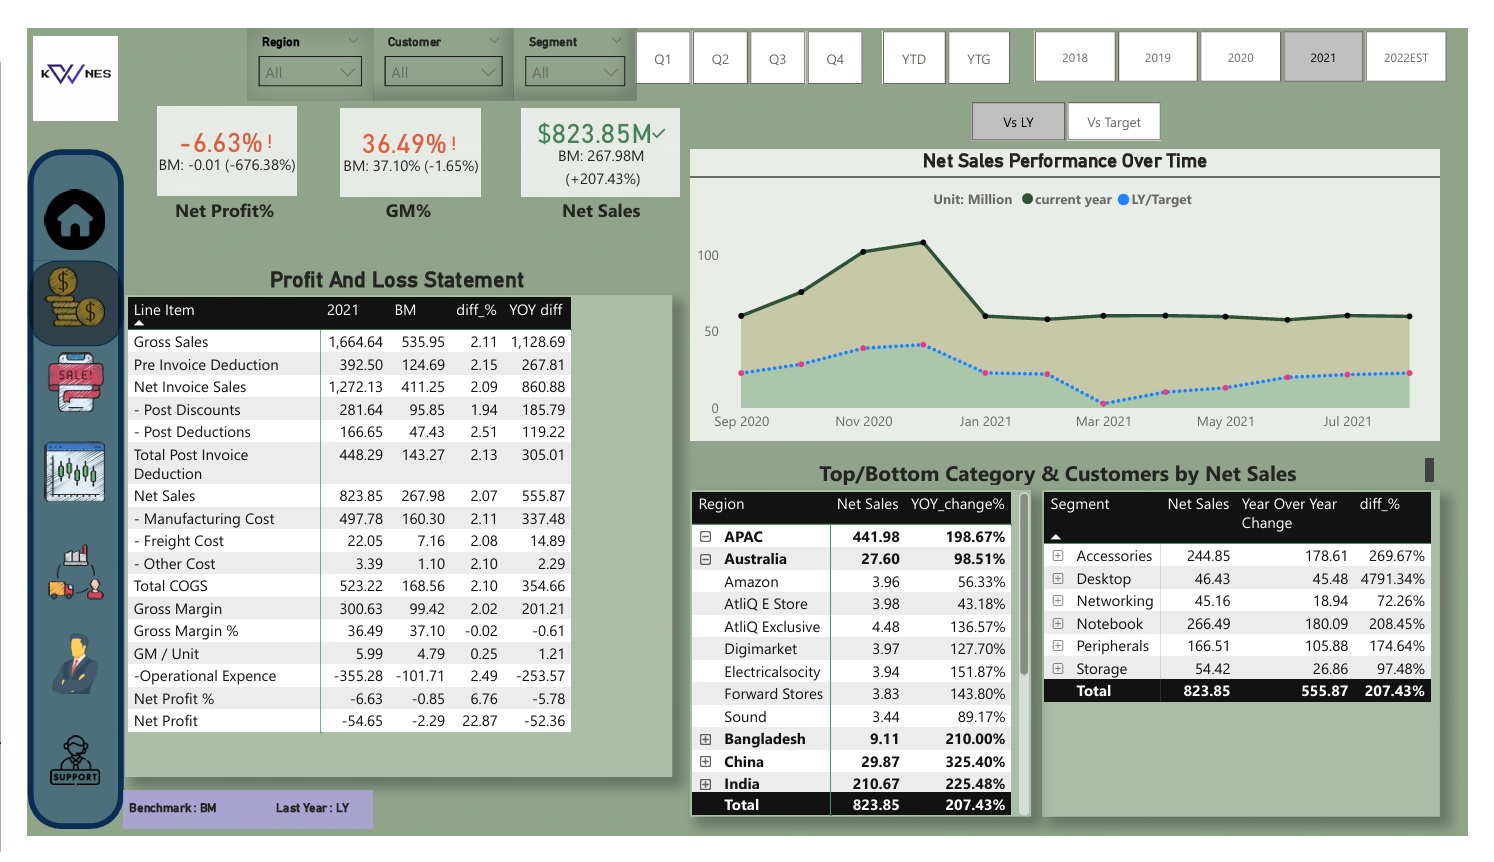 K W NES
Region Customer Segment
All All All
Q1 Q2 Q3 Q4 YTD YTG 2018 2019 2020 2021 2022EST
Vs LY Vs Target
-6.63%!
BM: -0.01 (-676.38%)
Net Profit%
36.49%!
BM: 37.10% (-1.65%)
GM%
$823.85M✓
BM: 267.98M
(+207.43%)
Net Sales
Net Sales Performance Over Time
Unit: Million current year LY/Target
100
50
0
Sep 2020 Nov 2020 Jan 2021 Mar 2021 May 2021 Jul 2021
SALE!
SUPPORT
Profit And Loss Statement
Line Item 2021 BM diff_% YOY diff
Gross Sales 1,664.64 535.95 2.11 1,128.69
Pre Invoice Deduction 392.50 124.69 2.15 267.81
Net Invoice Sales 1,272.13 411.25 2.09 860.88
- Post Discounts 281.64 95.85 1.94 185.79
- Post Deductions 166.65 47.43 2.51 119.22
Total Post Invoice 448.29 143.27 2.13 305.01
Deduction
Net Sales 823.85 267.98 2.07 555.87
- Manufacturing Cost 497.78 160.30 2.11 337.48
- Freight Cost 22.05 7.16 2.08 14.89
- Other Cost 3.39 1.10 2.10 2.29
Total COGS 523.22 168.56 2.10 354.66
Gross Margin 300.63 99.42 2.02 201.21
Gross Margin % 36.49 37.10 -0.02 -0.61
GM / Unit 5.99 4.79 0.25 1.21
-Operational Expence -355.28 -101.71 2.49 -253.57
Net Profit % -6.63 -0.85 6.76 -5.78
Net Profit -54.65 -2.29 22.87 -52.36
Benchmark : BM Last Year : LY
Top/Bottom Category & Customers by Net Sales
Region Net Sales YOY_change%
APAC 441.98 198.67%
Australia 27.60 98.51%
Amazon 3.96 56.33%
AtliQ E Store 3.98 43.18%
AtliQ Exclusive 4.48 136.57%
Digimarket 3.97 127.70%
Electricalsocity 3.94 151.87%
Forward Stores 3.83 143.80%
Sound 3.44 89.17%
Bangladesh 9.11 210.00%
China 29.87 325.40%
India 210.67 225.48%
Total 823.85 207.43%
Segment Net Sales Year Over Year diff_%
Change
Accessories 244.85 178.61 269.67%
Desktop 46.43 45.48 4791.34%
Networking 45.16 18.94 72.26%
Notebook 266.49 180.09 208.45%
Peripherals 166.51 105.88 174.64%
Storage 54.42 26.86 97.48%
Total 823.85 555.87 207.43%